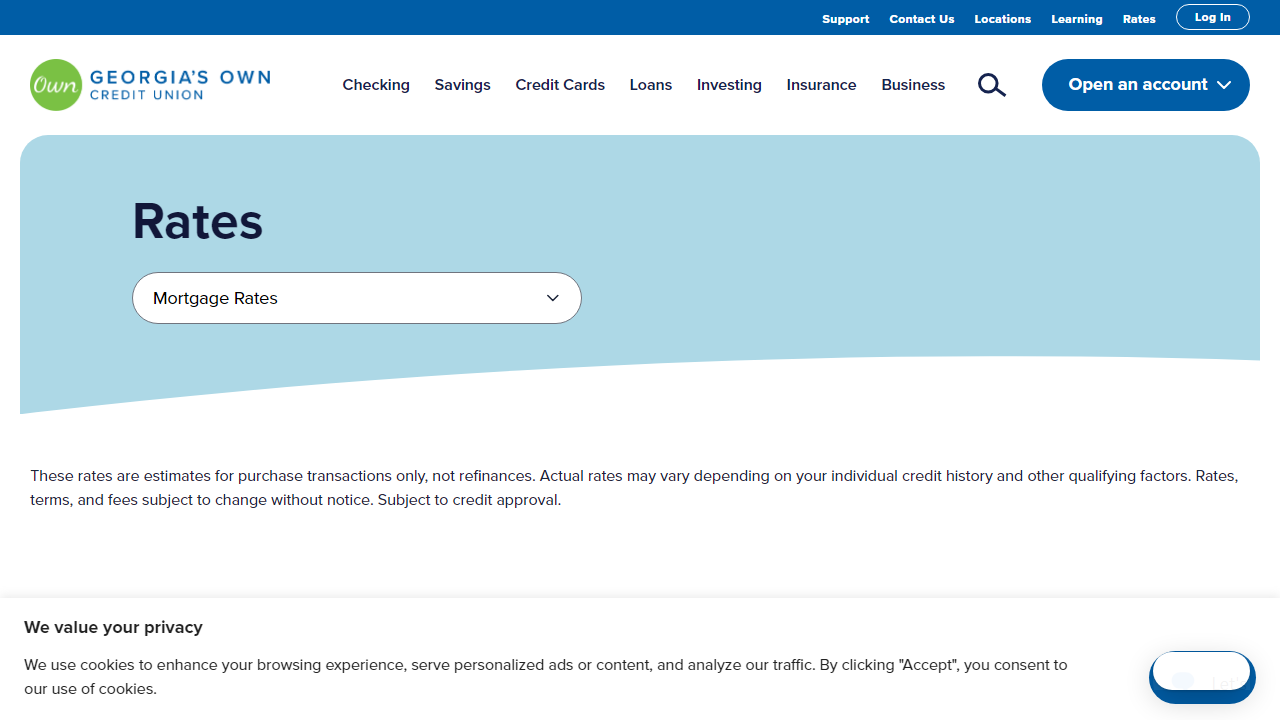 Support Contact Us Locations Learning Rates Log In
Own GEORGIA'S OWN
CREDIT UNION
Checking Savings Credit Cards Loans Investing Insurance Business Open an account
Rates
Mortgage Rates
These rates are estimates for purchase transactions only, not refinances. Actual rates may vary depending on your individual credit history and other qualifying factors. Rates,
terms, and fees subject to change without notice. Subject to credit approval.
We value your privacy
We use cookies to enhance your browsing experience, serve personalized ads or content, and analyze our traffic. By clicking "Accept", you consent to
our use of cookies.